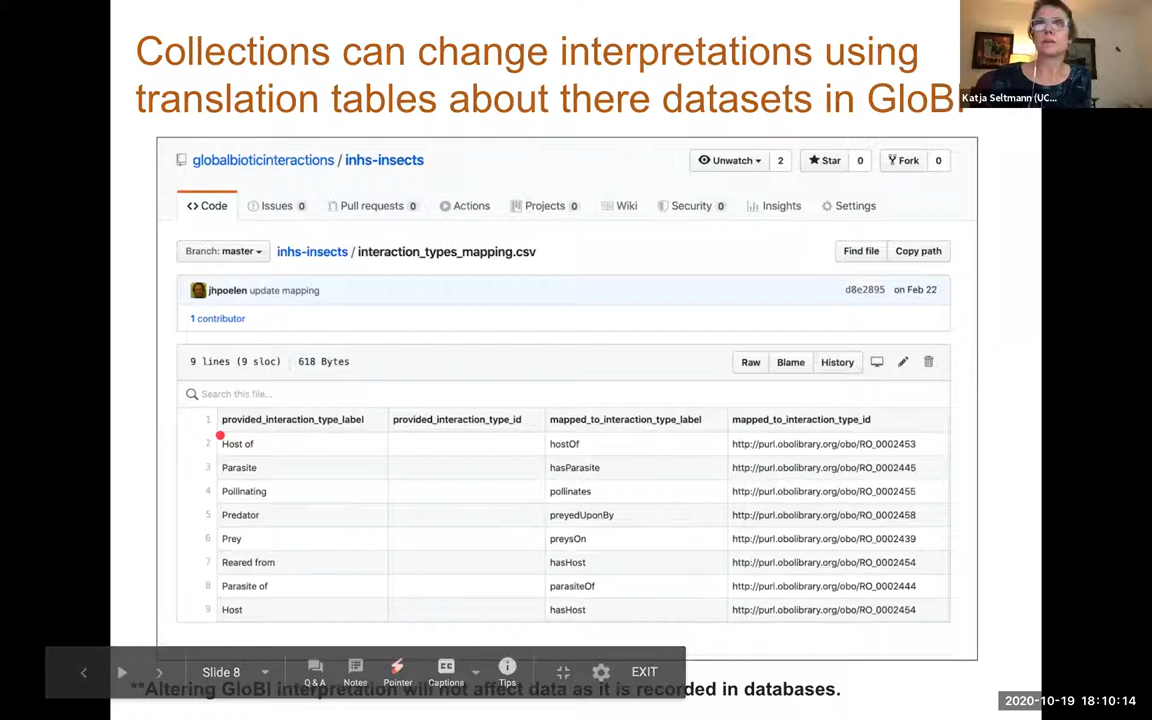 Collections can change interpretations using
translation tables about there datasets in GloBI
Katja Seltmann (UC...
globalbioticinteractions / inhs-insects
Unwatch 2 Star 0 Fork 0
Code Issues 0 Pull requests 0 Actions Projects 0 Wiki Security 0 Insights Settings
Branch: master inhs-insects / interaction_types_mapping.csv Find file Copy path
jhpoelen update mapping d8e2895 on Feb 22
1 contributor
9 lines (9 sloc) 618 Bytes Raw Blame History
Search this file...
1 provided_interaction_type_label provided_interaction_type_id mapped_to_interaction_type_label mapped_to_interaction_type_id
2 Host of hostOf http://purl.obolibrary.org/obo/RO_0002453
3 Parasite hasParasite http://purl.obolibrary.org/obo/RO_0002445
4 Pollinating pollinates http://purl.obolibrary.org/obo/RO_0002455
5 Predator preyedUponBy http://purl.obolibrary.org/obo/RO_0002458
6 Prey preysOn http://purl.obolibrary.org/obo/RO_0002439
7 Reared from hasHost http://purl.obolibrary.org/obo/RO_0002454
8 Parasite of parasiteOf http://purl.obolibrary.org/obo/RO_0002444
9 Host hasHost http://purl.obolibrary.org/obo/RO_0002454
Slide 8 Q & A Notes Pointer Captions Tips EXIT
**Altering GloBI interpretation will not affect data as it is recorded in databases.
2020-10-19 18:10:14